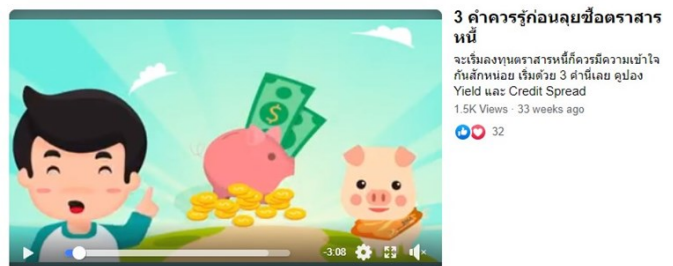 3 คำควรรู้ก่อนลุยซื้อตราสาร
หนี้
จะเริ่มลงทุนตราสารหนี้ก็ควรมีความเข้าใจ
กันสักหน่อย เริ่มด้วย 3 คำนี่เลย คูปอง
Yield และ Credit Spread
1.5K Views · 33 weeks ago
32
$
-3:08